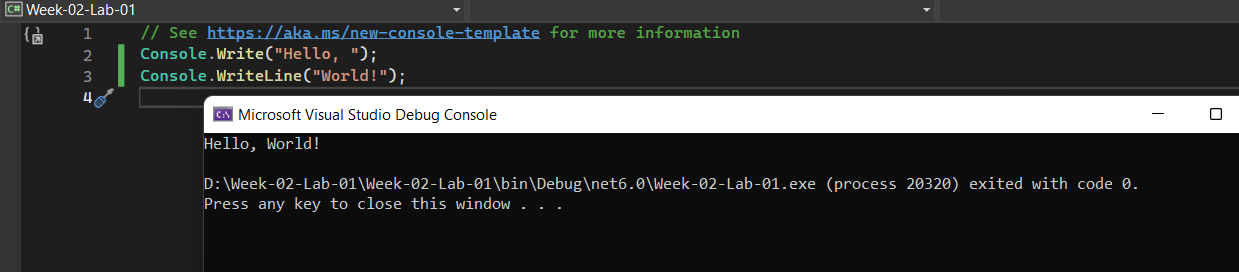 C# Week-02-Lab-01
1 // See https://aka.ms/new-console-template for more information
2 Console.Write("Hello, ");
3 Console.WriteLine("World!");
4
C:\ Microsoft Visual Studio Debug Console
Hello, World!
D:\Week-02-Lab-01\Week-02-Lab-01\bin\Debug\net6.0\Week-02-Lab-01.exe (process 20320) exited with code 0.
Press any key to close this window . . .